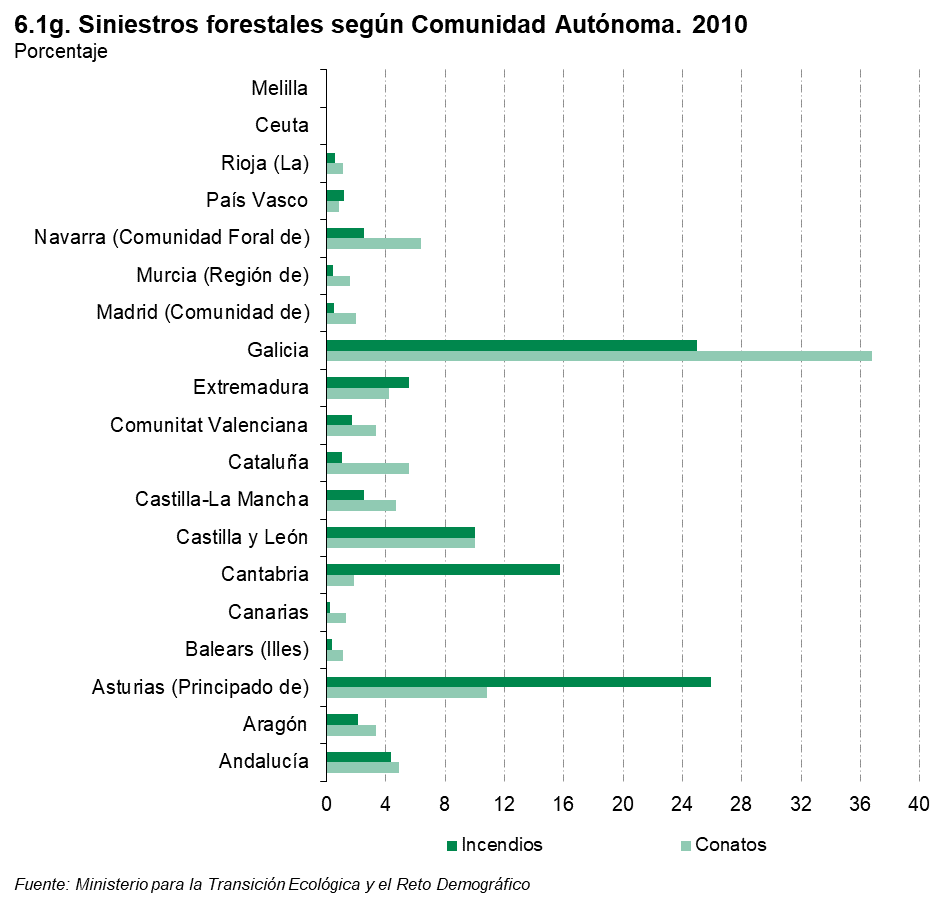 6.1g. Siniestros forestales según Comunidad Autónoma. 2010
Porcentaje
Melilla
Ceuta
Rioja (La)
País Vasco
Navarra (Comunidad Foral de)
Murcia (Región de)
Madrid (Comunidad de)
Galicia
Extremadura
Comunitat Valenciana
Cataluña
Castilla-La Mancha
Castilla y León
Cantabria
Canarias
Balears (Illes)
Asturias (Principado de)
Aragón
Andalucía
0 4 8 12 16 20 24 28 32 36 40
Incendios Conatos
Fuente: Ministerio para la Transición Ecológica y el Reto Demográfico